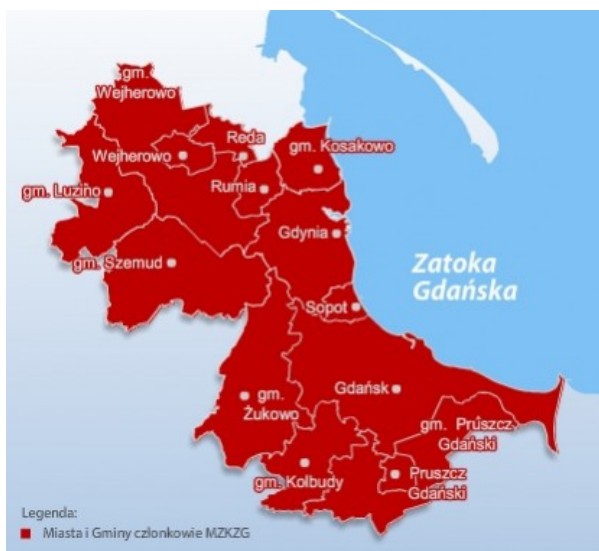 gm.
Wejherowo
Reda
Wejherowo
gm. Kosakowo
gm. Luzino
Rumia
Gdynia
gm. Szemud
Zatoka
Gdańska
Sopot
Gdańsk
gm.
Żukowo
gm. Pruszcz
Gdański
gm. Kolbudy
Pruszcz
Gdański
Legenda:
Miasta i Gminy członkowie MZKZG